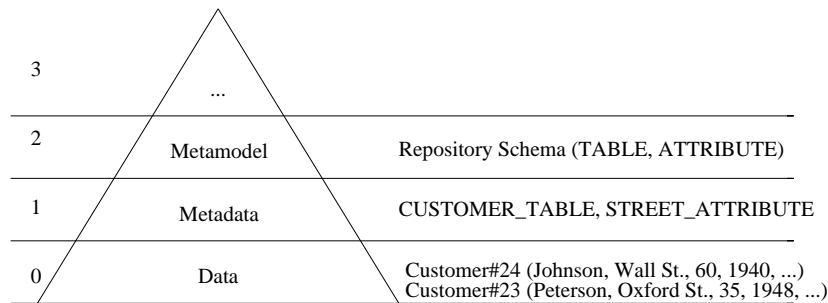 3
...
2 Metamodel Repository Schema (TABLE, ATTRIBUTE)
1 Metadata CUSTOMER_TABLE, STREET_ATTRIBUTE
0 Data Customer#24 (Johnson, Wall St., 60, 1940, ...)
Customer#23 (Peterson, Oxford St., 35, 1948, ...)